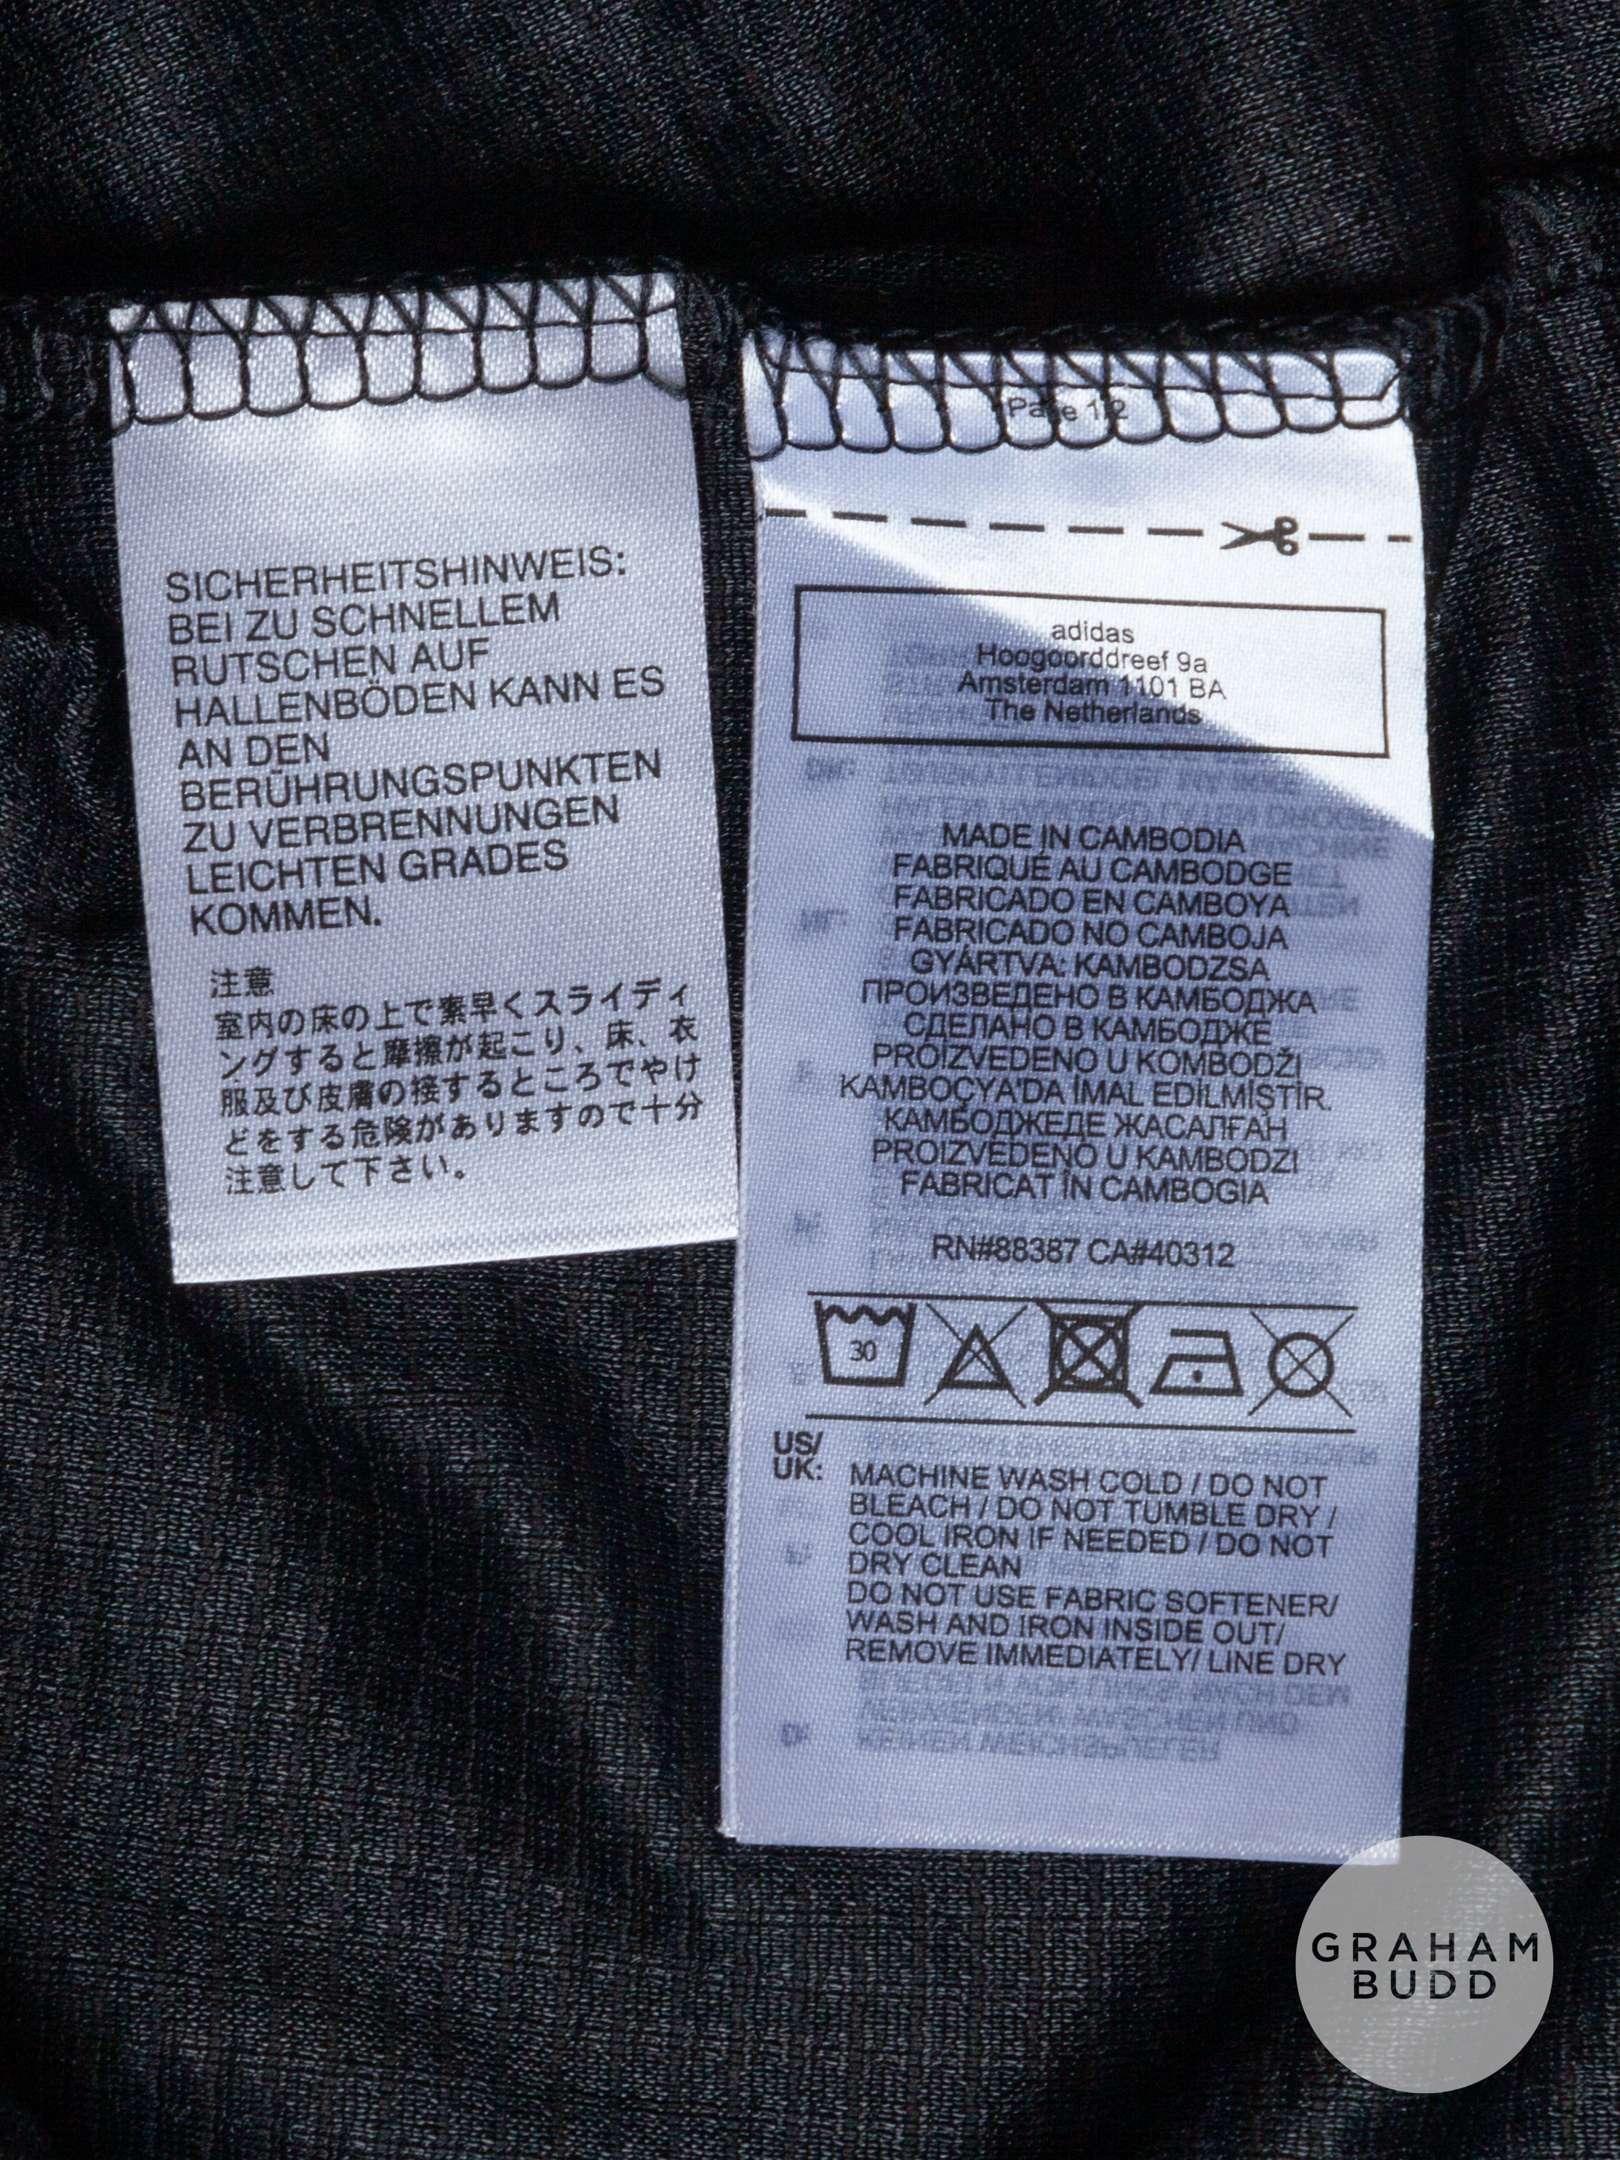 SICHERHEITSHINWEIS:
BEI ZU SCHNELLEM
RUTSCHEN AUF
HALLENBÖDEN KANN ES
AN DEN
BERÜHRUNGSPUNKTEN
ZU VERBRENNUNGEN
LEICHTEN GRADES
KOMMEN.
注意
室内の床の上で素早くスライディ
ングすると摩擦が起こり、床、衣
服及び皮膚の接するところでやけ
どをする危険がありますので十分
注意して下さい。
Page 1/2
adidas
Hoogoorddreef 9a
Amsterdam 1101 BA
The Netherlands
MADE IN CAMBODIA
FABRIQUÉ AU CAMBODGE
FABRICADO EN CAMBOYA
FABRICADO NO CAMBOJA
GYÁRTVA: KAMBODZSA
ПРОИЗВЕДЕНО В КАМБОДЖА
СДЕЛАНО В КАМБОДЖЕ
PROIZVEDENO U KOMBODŽI
KAMBOÇYA'DA İMAL EDİLMİŞTİR.
КАМБОДЖЕДЕ ЖАСАЛҒАН
PROIZVEDENO U KAMBODZI
FABRICAT ÎN CAMBOGIA
RN#88387 CA#40312
30
US/
UK:
MACHINE WASH COLD / DO NOT
BLEACH / DO NOT TUMBLE DRY /
COOL IRON IF NEEDED / DO NOT
DRY CLEAN
DO NOT USE FABRIC SOFTENER/
WASH AND IRON INSIDE OUT/
REMOVE IMMEDIATELY/ LINE DRY
GRAHAM
BUDD